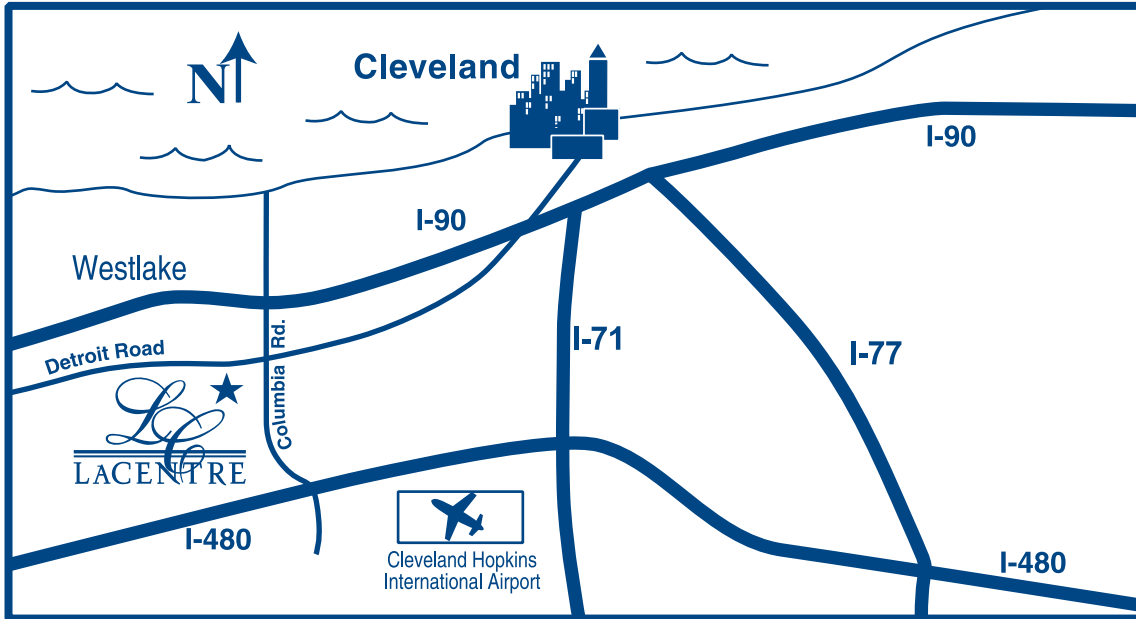 N
Cleveland
I-90
I-90
Westlake
Detroit Road
Columbia Rd.
I-71
I-77
LC
LACENTRE
I-480
Cleveland Hopkins
International Airport
I-480